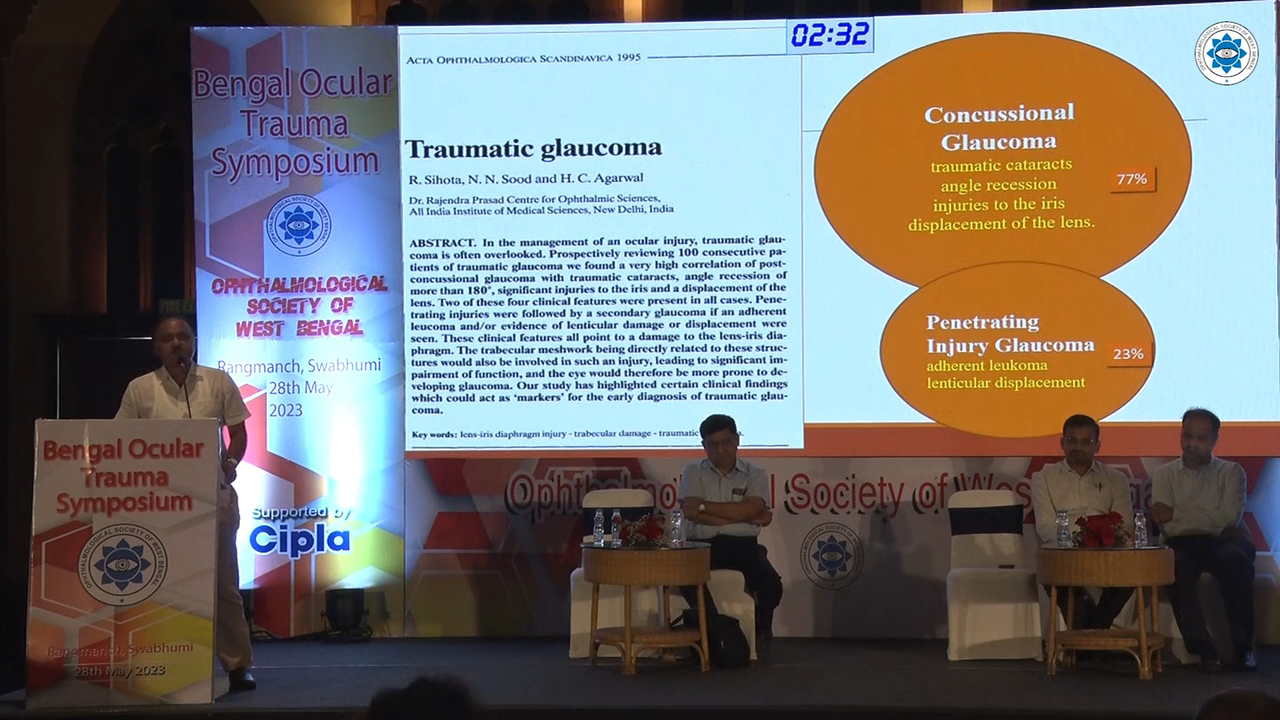 02:32
OPHTHALMOLOGICAL SOCIETY OF WEST BENGAL
Bengal Ocular
Trauma
Symposium
OPHTHALMOLOGICAL
SOCIETY OF
WEST BENGAL
Rangmanch, Swabhumi
28th May
2023
Supported by
Cipla
ACTA OPHTHALMOLOGICA SCANDINAVICA 1995
Traumatic glaucoma
R. Sihota, N. N. Sood and H. C. Agarwal
Dr. Rajendra Prasad Centre for Ophthalmic Sciences,
All India Institute of Medical Sciences, New Delhi, India
ABSTRACT. In the management of an ocular injury, traumatic glau-
coma is often overlooked. Prospectively reviewing 100 consecutive pa-
tients of traumatic glaucoma we found a very high correlation of post-
concussional glaucoma with traumatic cataracts, angle recession of
more than 180°, significant injuries to the iris and a displacement of the
lens. Two of these four clinical features were present in all cases. Pene-
trating injuries were followed by a secondary glaucoma if an adherent
leucoma and/or evidence of lenticular damage or displacement were
seen. These clinical features all point to a damage to the lens-iris dia-
phragm. The trabecular meshwork being directly related to these struc-
tures would also be involved in such an injury, leading to significant im-
pairment of function, and the eye would therefore be more prone to de-
veloping glaucoma. Our study has highlighted certain clinical findings
which could act as 'markers' for the early diagnosis of traumatic glau-
coma.
Key words: lens-iris diaphragm injury - trabecular damage - traumatic
Concussional
Glaucoma
traumatic cataracts
angle recession
injuries to the iris
displacement of the lens.
77%
Penetrating
Injury Glaucoma
adherent leukoma
lenticular displacement
23%
Society of
Bengal Ocular
Trauma
Symposium
OPHTHALMOLOGICAL SOCIETY OF WEST BENGAL
Rangmanch, Swabhumi
28th May 2023